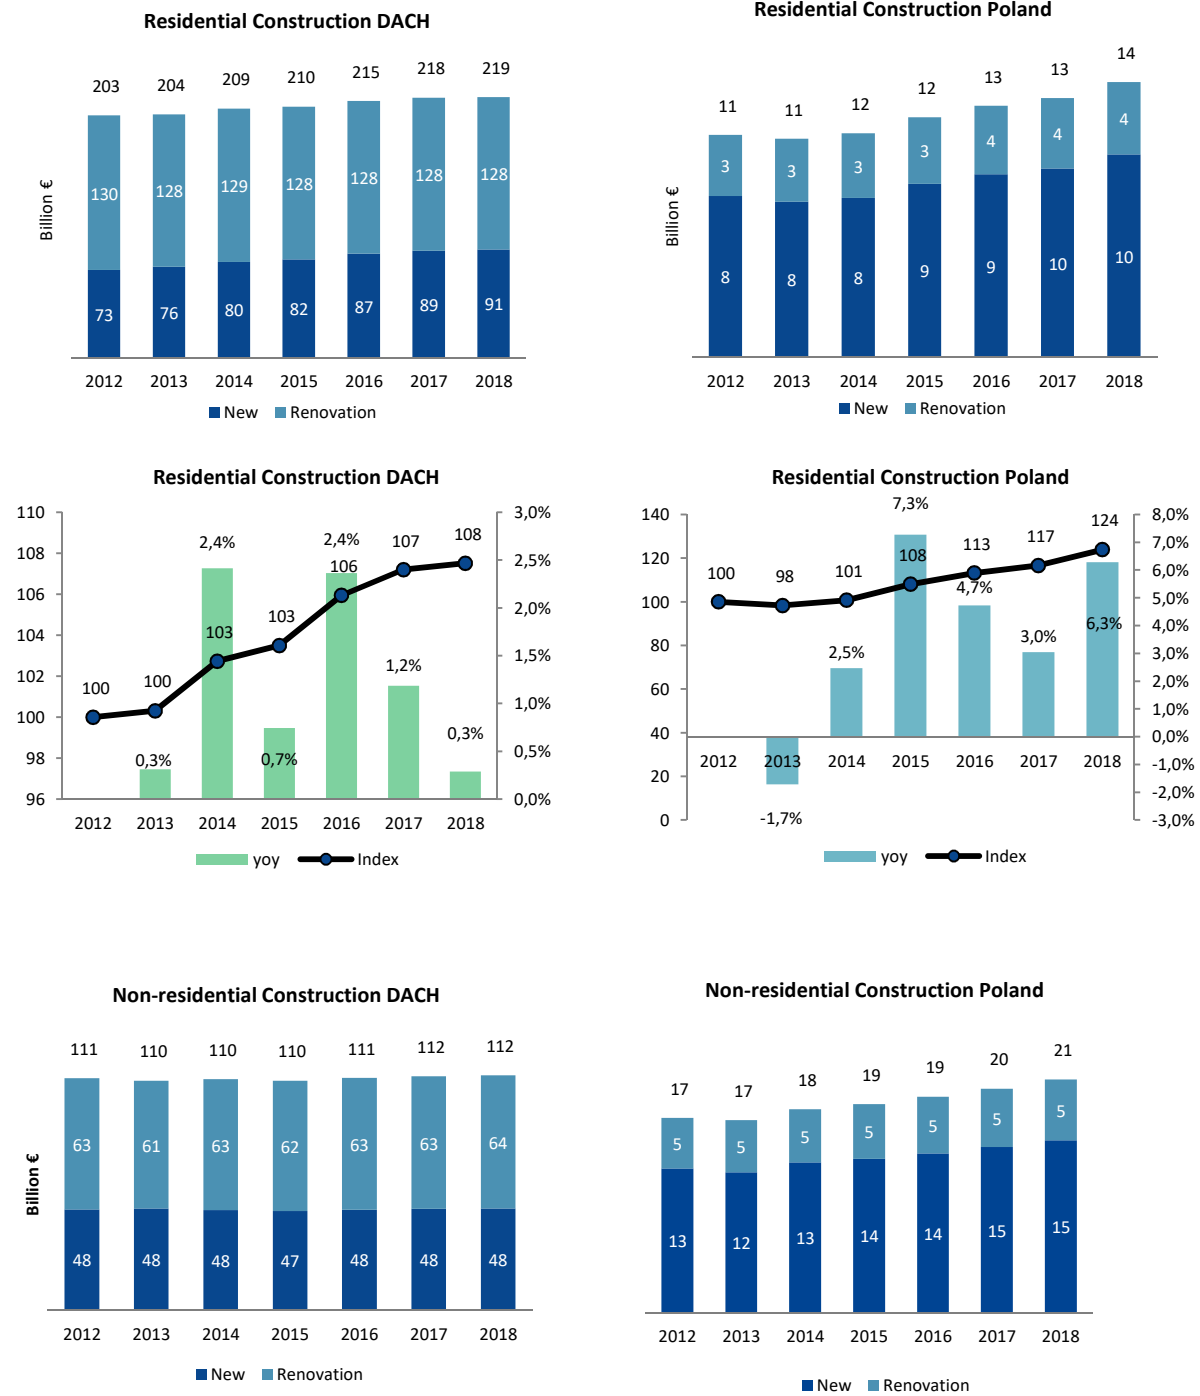 Residential Construction DACH
203 204 209 210 215 218 219
130 128 129 128 128 128 128
73 76 80 82 87 89 91
Billion €
2012 2013 2014 2015 2016 2017 2018
New Renovation
Residential Construction Poland
11 11 12 12 13 13 14
3 3 3 3 4 4 4
8 8 8 9 9 10 10
Billion €
2012 2013 2014 2015 2016 2017 2018
New Renovation
Residential Construction DACH
110
108
106
104
102
100
98
96
3,0%
2,5%
2,0%
1,5%
1,0%
0,5%
0,0%
100 100 103 103 106 107 108
0,3% 2,4% 0,7% 2,4% 1,2% 0,3%
2012 2013 2014 2015 2016 2017 2018
yoy Index
Residential Construction Poland
140
120
100
80
60
40
20
0
8,0%
7,0%
6,0%
5,0%
4,0%
3,0%
2,0%
1,0%
0,0%
-1,0%
-2,0%
-3,0%
100 98 101 108 113 117 124
-1,7% 2,5% 7,3% 4,7% 3,0% 6,3%
2012 2013 2014 2015 2016 2017 2018
yoy Index
Non-residential Construction DACH
111 110 110 110 111 112 112
63 61 63 62 63 63 64
48 48 48 47 48 48 48
Billion €
2012 2013 2014 2015 2016 2017 2018
New Renovation
Non-residential Construction Poland
17 17 18 19 19 20 21
5 5 5 5 5 5 5
13 12 13 14 14 15 15
2012 2013 2014 2015 2016 2017 2018
New Renovation